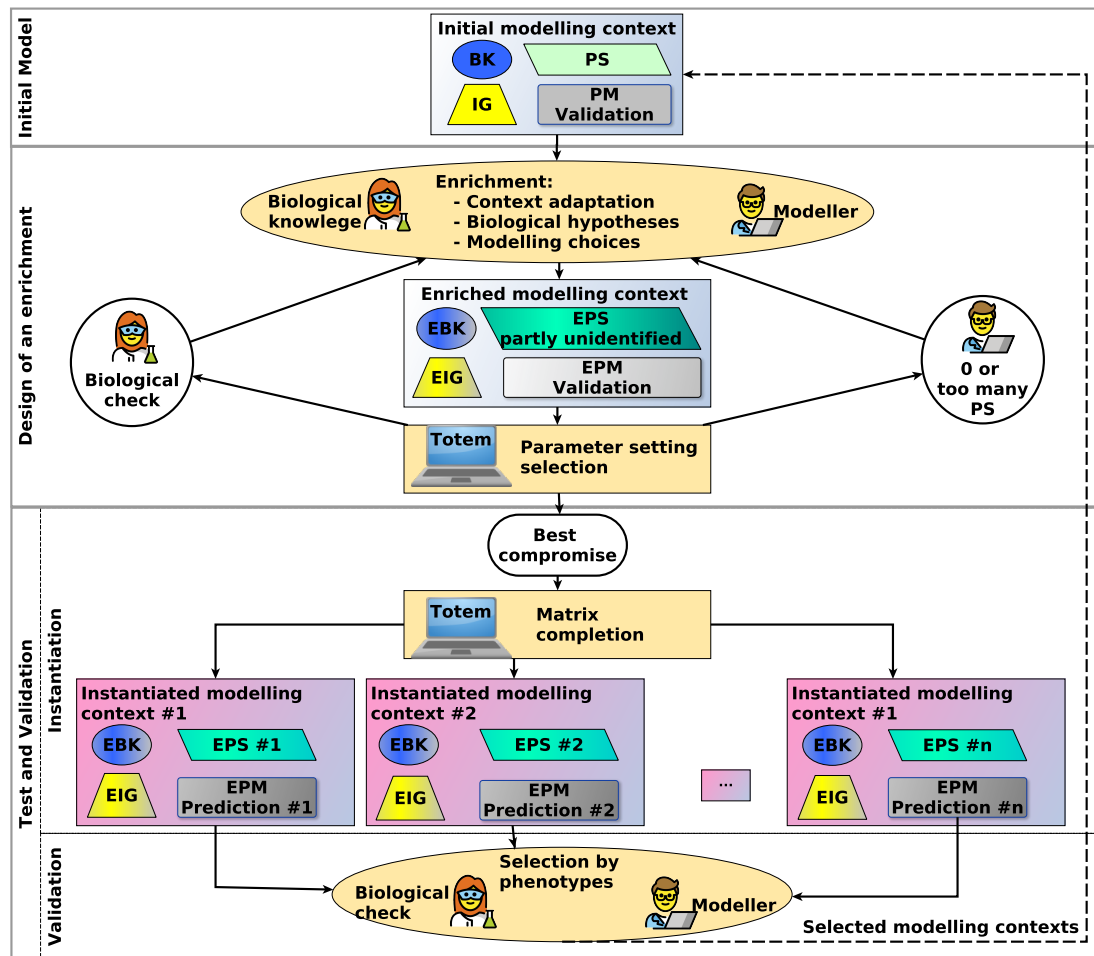 Initial Model
Initial modelling context
BK
PS
IG
PM
Validation
Design of an enrichment
Biological
knowlege
Enrichment:
- Context adaptation
- Biological hypotheses
- Modelling choices
Modeller
Biological
check
Enriched modelling context
EBK
EPS
partly unidentified
EIG
EPM
Validation
0 or
too many
PS
Totem
Parameter setting
selection
Test and Validation
Instantiation
Best
compromise
Totem
Matrix
completion
Instantiated modelling
context #1
EBK
EPS #1
EIG
EPM
Prediction #1
Instantiated modelling
context #2
EBK
EPS #2
EIG
EPM
Prediction #2
...
Instantiated modelling
context #1
EBK
EPS #n
EIG
EPM
Prediction #n
Validation
Selection by
phenotypes
Biological
check
Modeller
Selected modelling contexts